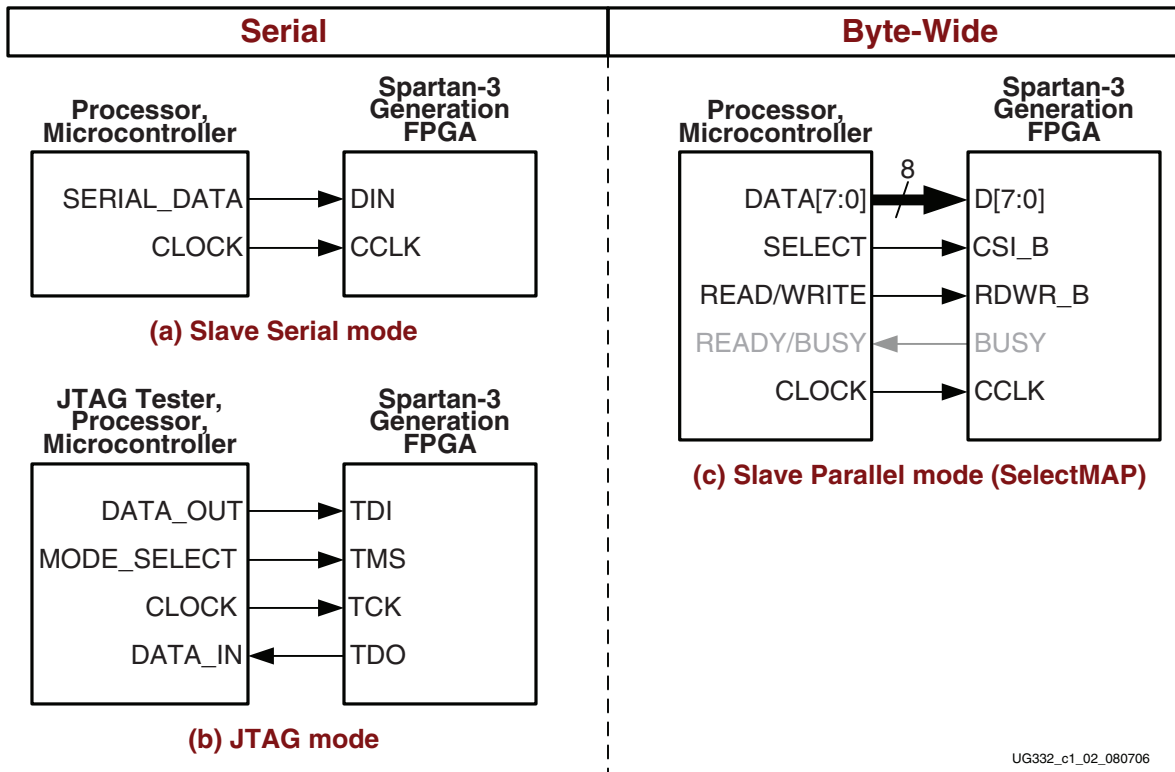 Serial
Byte-Wide
Processor,
Microcontroller
Spartan-3
Generation
FPGA
SERIAL_DATA
DIN
CLOCK
CCLK
(a) Slave Serial mode
JTAG Tester,
Processor,
Microcontroller
Spartan-3
Generation
FPGA
DATA_OUT
TDI
MODE_SELECT
TMS
CLOCK
TCK
DATA_IN
TDO
(b) JTAG mode
Processor,
Microcontroller
Spartan-3
Generation
FPGA
8
DATA[7:0]
D[7:0]
SELECT
CSI_B
READ/WRITE
RDWR_B
READY/BUSY
BUSY
CLOCK
CCLK
(c) Slave Parallel mode (SelectMAP)
UG332_c1_02_080706